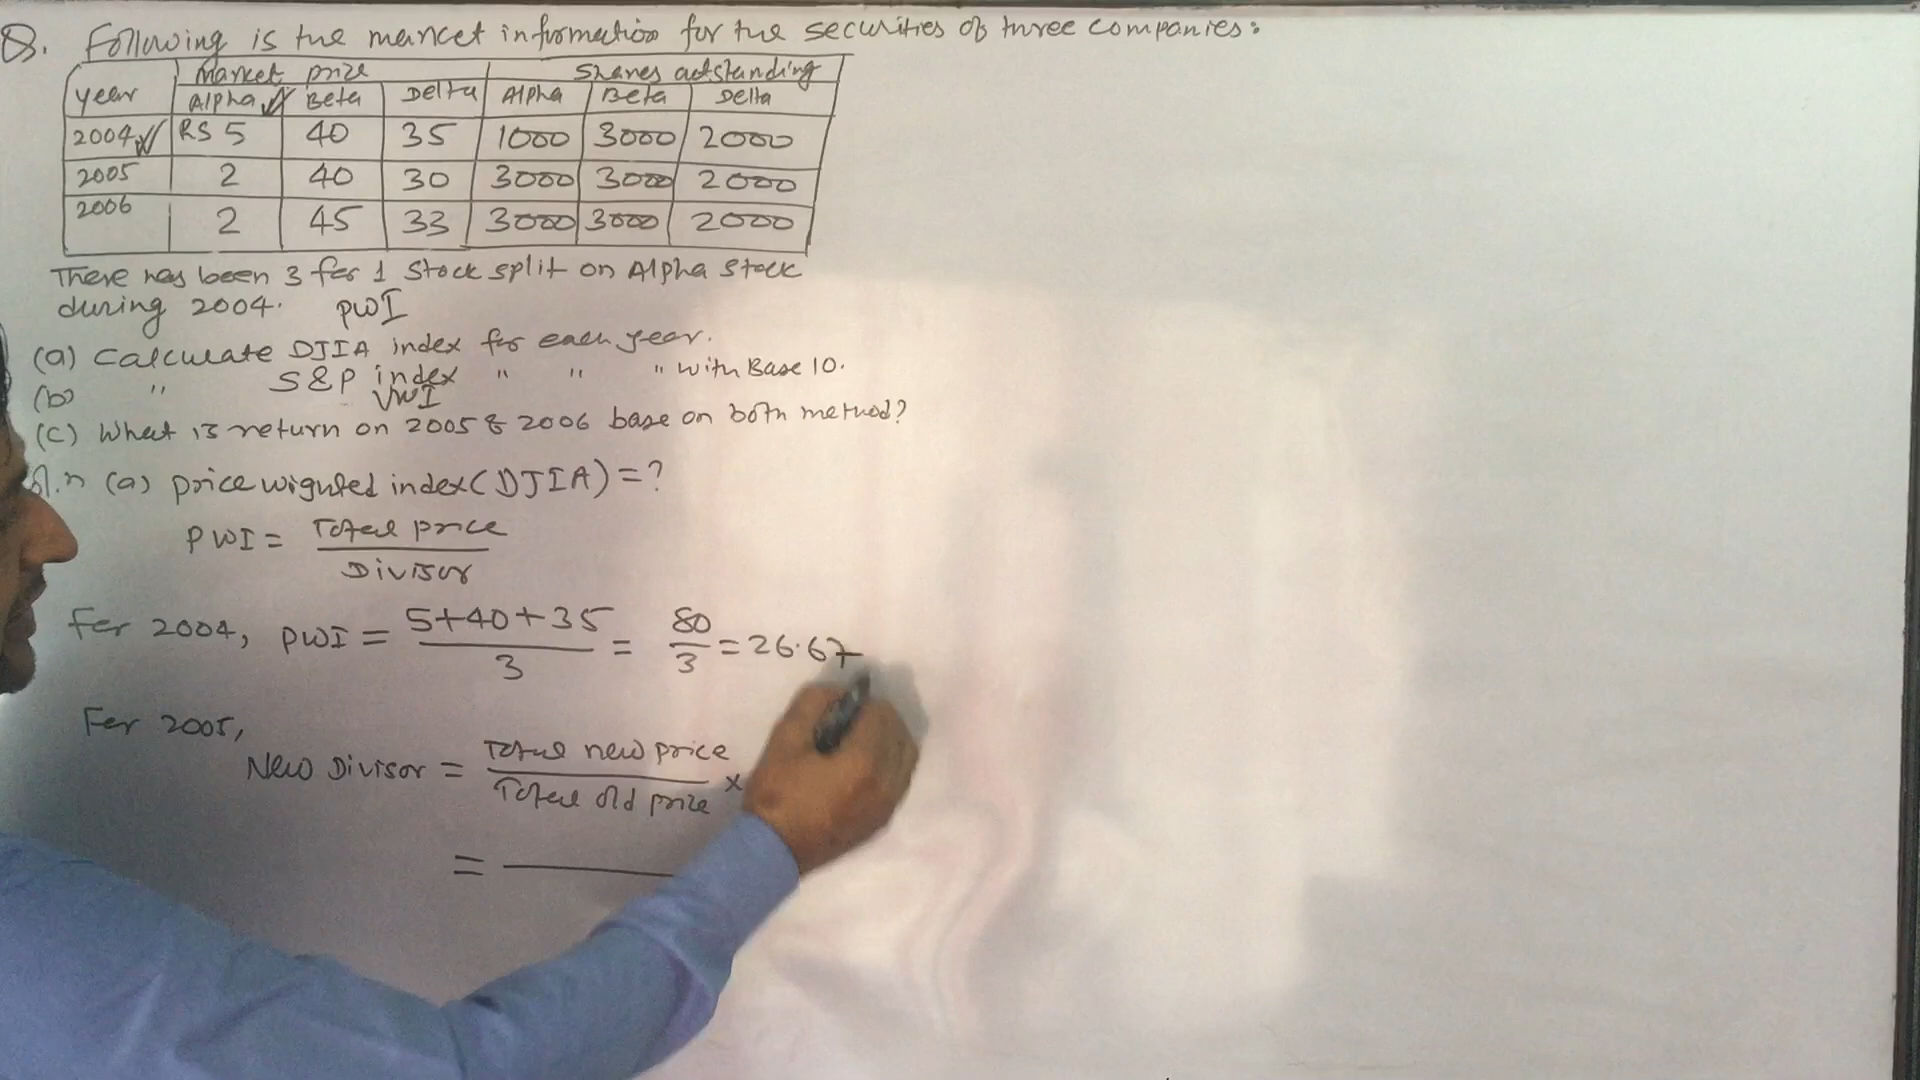 Q. Following is the market information for the securities of three companies:
Market prize Shares outstanding
year Alpha Beta Delta Alpha Beta Delta
2004 RS 5 40 35 1000 3000 2000
2005 2 40 30 3000 3000 2000
2006 2 45 33 3000 3000 2000
There has been 3 for 1 Stock split on Alpha Stock
during 2004. PWI
(a) Calculate DJIA index for each year.
(b) " S&P index " " " with Base 10.
VWI
(c) What is return on 2005 & 2006 base on both method?
(a) price wighted index (DJIA) = ?
PWI = Total price
Divisor
For 2004, PWI = 5+40+35 = 80 = 26.67
3 3
For 2005,
New Divisor = Total new price ×
Total old prize
=